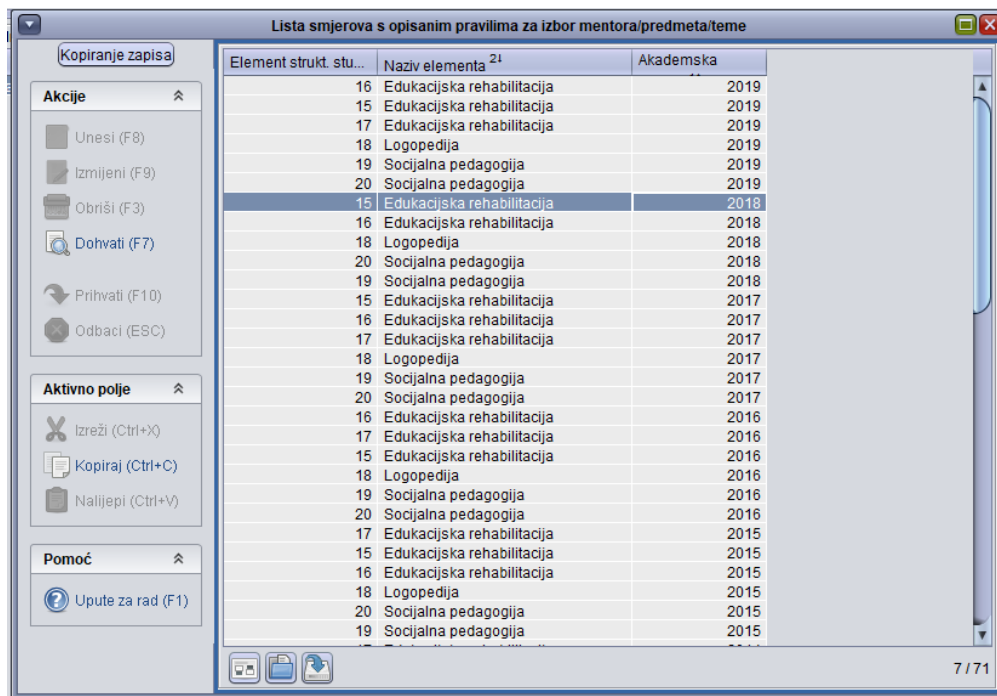 Lista smjerova s opisanim pravilima za izbor mentora/predmeta/teme
Kopiranje zapisa
Akcije
Unesi (F8)
Izmijeni (F9)
Obriši (F3)
Dohvati (F7)
Prihvati (F10)
Odbaci (ESC)
Aktivno polje
Izreži (Ctrl+X)
Kopiraj (Ctrl+C)
Nalijepi (Ctrl+V)
Pomoć
Upute za rad (F1)
Element strukt. stu... Naziv elementa 2↓ Akademska
16 Edukacijska rehabilitacija 2019
15 Edukacijska rehabilitacija 2019
17 Edukacijska rehabilitacija 2019
18 Logopedija 2019
19 Socijalna pedagogija 2019
20 Socijalna pedagogija 2019
15 Edukacijska rehabilitacija 2018
16 Edukacijska rehabilitacija 2018
18 Logopedija 2018
20 Socijalna pedagogija 2018
19 Socijalna pedagogija 2018
15 Edukacijska rehabilitacija 2017
16 Edukacijska rehabilitacija 2017
17 Edukacijska rehabilitacija 2017
18 Logopedija 2017
19 Socijalna pedagogija 2017
20 Socijalna pedagogija 2017
16 Edukacijska rehabilitacija 2016
17 Edukacijska rehabilitacija 2016
15 Edukacijska rehabilitacija 2016
18 Logopedija 2016
19 Socijalna pedagogija 2016
20 Socijalna pedagogija 2016
17 Edukacijska rehabilitacija 2015
15 Edukacijska rehabilitacija 2015
16 Edukacijska rehabilitacija 2015
18 Logopedija 2015
20 Socijalna pedagogija 2015
19 Socijalna pedagogija 2015
7 / 71